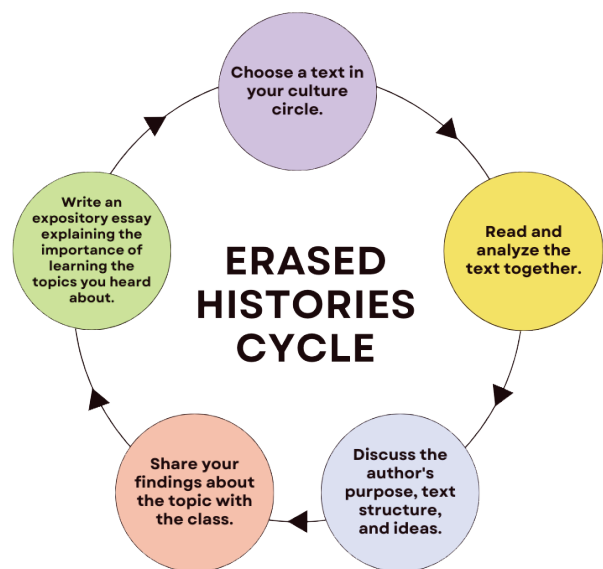 Choose a text in
your culture
circle.
Read and
analyze the
text together.
Discuss the
author's
purpose, text
structure,
and ideas.
Share your
findings about
the topic with
the class.
Write an
expository essay
explaining the
importance of
learning the
topics you heard
about.
ERASED
HISTORIES
CYCLE